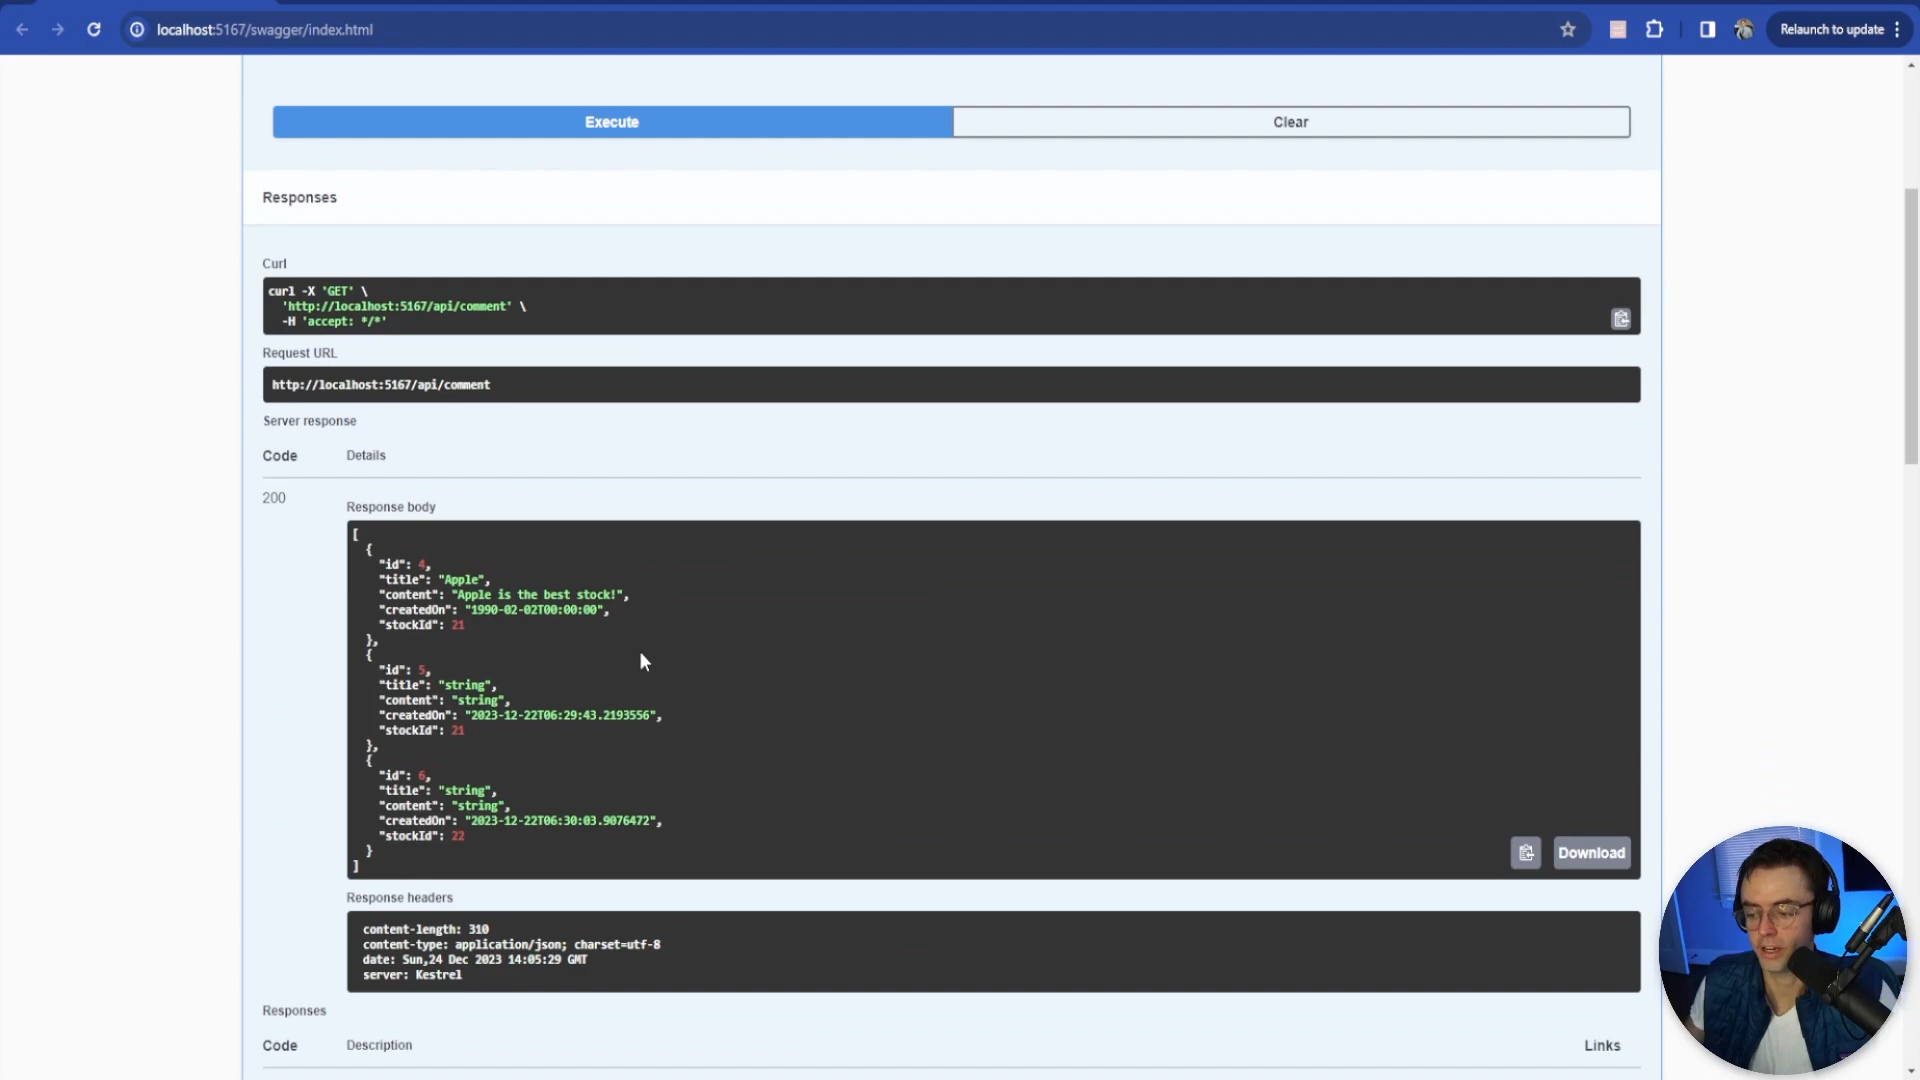 localhost:5167/swagger/index.html
Relaunch to update
Execute
Clear
Responses
Curl
curl -X 'GET' \
'http://localhost:5167/api/comment' \
-H 'accept: */*'
Request URL
http://localhost:5167/api/comment
Server response
Code Details
200
Response body
[
{
"id": 4,
"title": "Apple",
"content": "Apple is the best stock!",
"createdOn": "1990-02-02T00:00:00",
"stockId": 21
},
{
"id": 5,
"title": "string",
"content": "string",
"createdOn": "2023-12-22T06:29:43.2193556",
"stockId": 21
},
{
"id": 6,
"title": "string",
"content": "string",
"createdOn": "2023-12-22T06:30:03.9076472",
"stockId": 22
}
]
Download
Response headers
content-length: 310
content-type: application/json; charset=utf-8
date: Sun,24 Dec 2023 14:05:29 GMT
server: Kestrel
Responses
Code Description Links